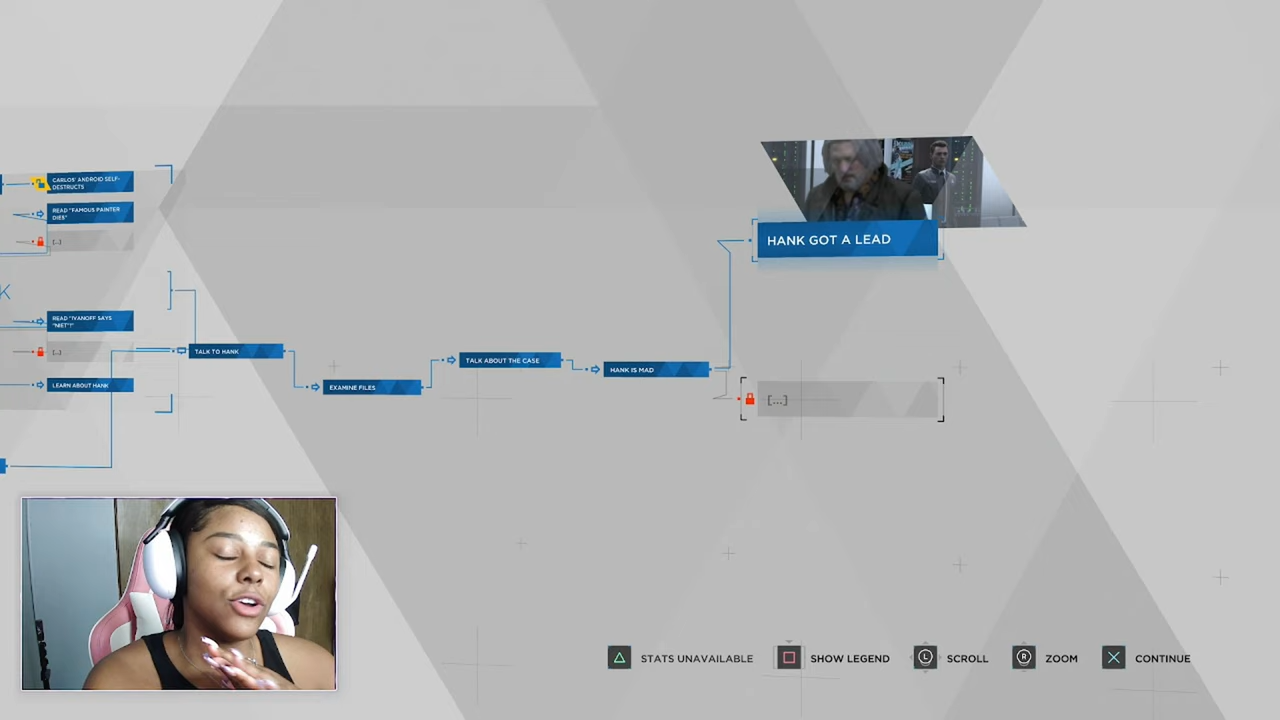 CARLOS' ANDROID SELF-
DESTRUCTS
READ "FAMOUS PAINTER
DIES"
[...]
K
READ "IVANOFF SAYS
"NIET"!"
[...]
LEARN ABOUT HANK
TALK TO HANK
EXAMINE FILES
TALK ABOUT THE CASE
HANK IS MAD
HANK GOT A LEAD
[...]
STATS UNAVAILABLE
SHOW LEGEND
L
SCROLL
R
ZOOM
CONTINUE